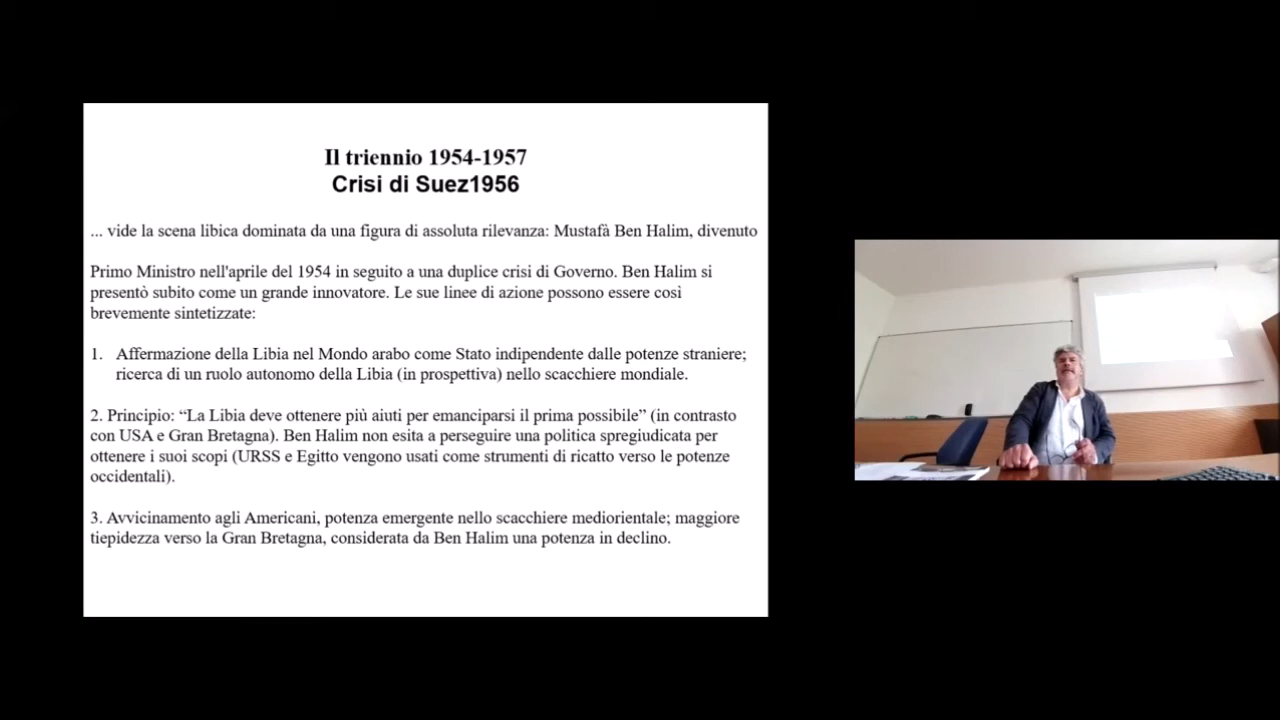 Il triennio 1954-1957
Crisi di Suez1956
... vide la scena libica dominata da una figura di assoluta rilevanza: Mustafà Ben Halim, divenuto
Primo Ministro nell'aprile del 1954 in seguito a una duplice crisi di Governo. Ben Halim si
presentò subito come un grande innovatore. Le sue linee di azione possono essere così
brevemente sintetizzate:
1. Affermazione della Libia nel Mondo arabo come Stato indipendente dalle potenze straniere;
ricerca di un ruolo autonomo della Libia (in prospettiva) nello scacchiere mondiale.
2. Principio: “La Libia deve ottenere più aiuti per emanciparsi il prima possibile” (in contrasto
con USA e Gran Bretagna). Ben Halim non esita a perseguire una politica spregiudicata per
ottenere i suoi scopi (URSS e Egitto vengono usati come strumenti di ricatto verso le potenze
occidentali).
3. Avvicinamento agli Americani, potenza emergente nello scacchiere mediorientale; maggiore
tiepidezza verso la Gran Bretagna, considerata da Ben Halim una potenza in declino.